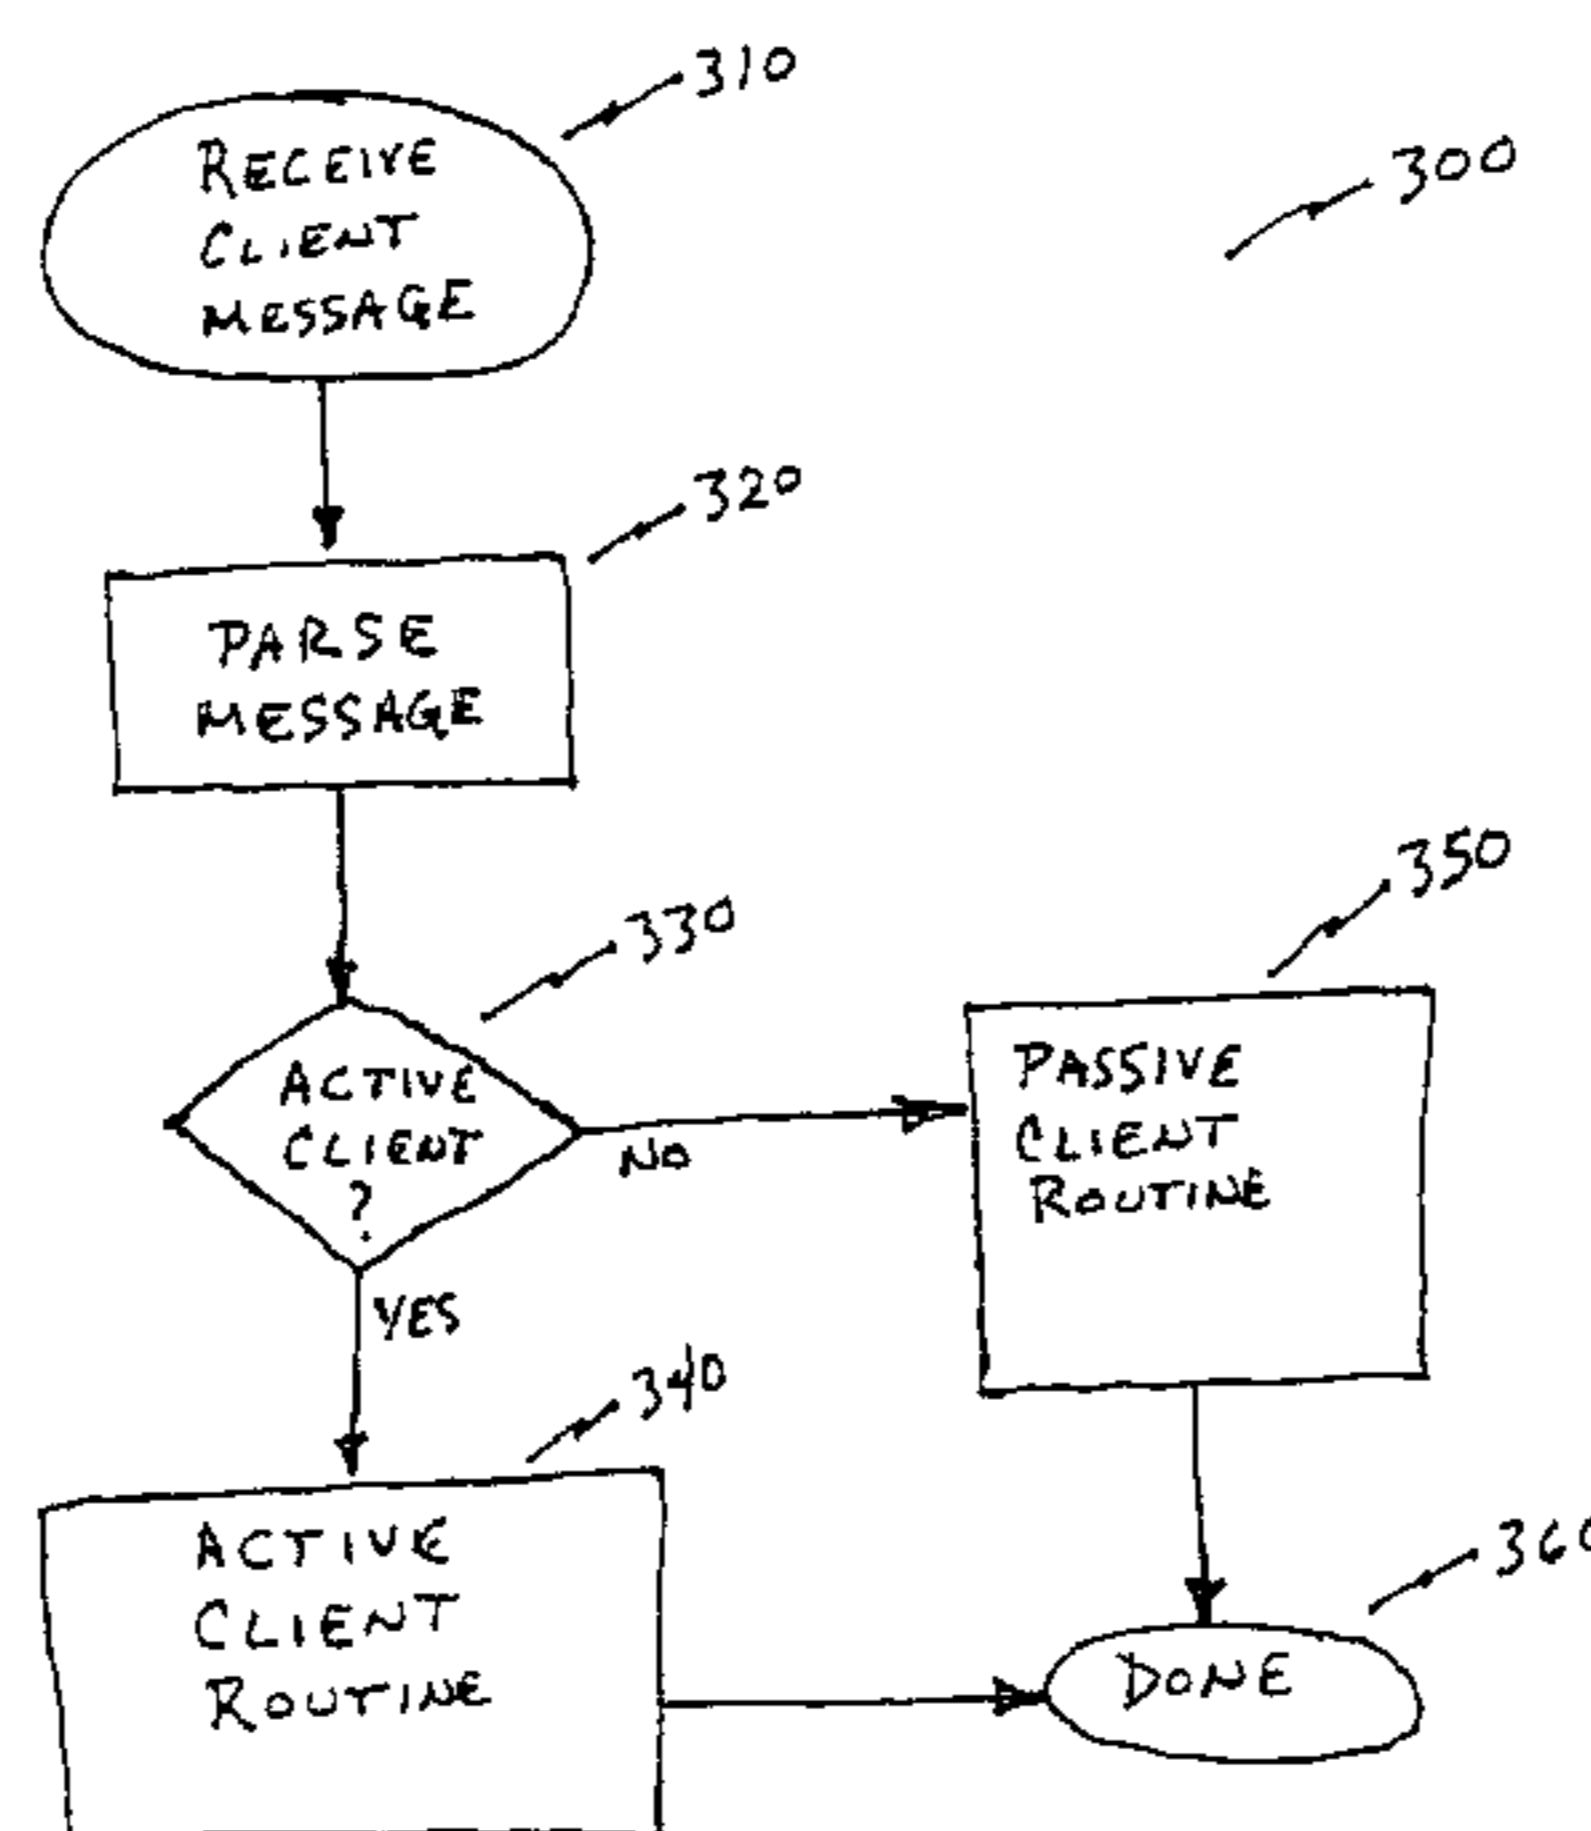 310
RECEIVE
CLIENT
MESSAGE
300
320
PARSE
MESSAGE
330
350
ACTIVE
CLIENT
?
NO
PASSIVE
CLIENT
ROUTINE
YES
340
ACTIVE
CLIENT
ROUTINE
360
DONE